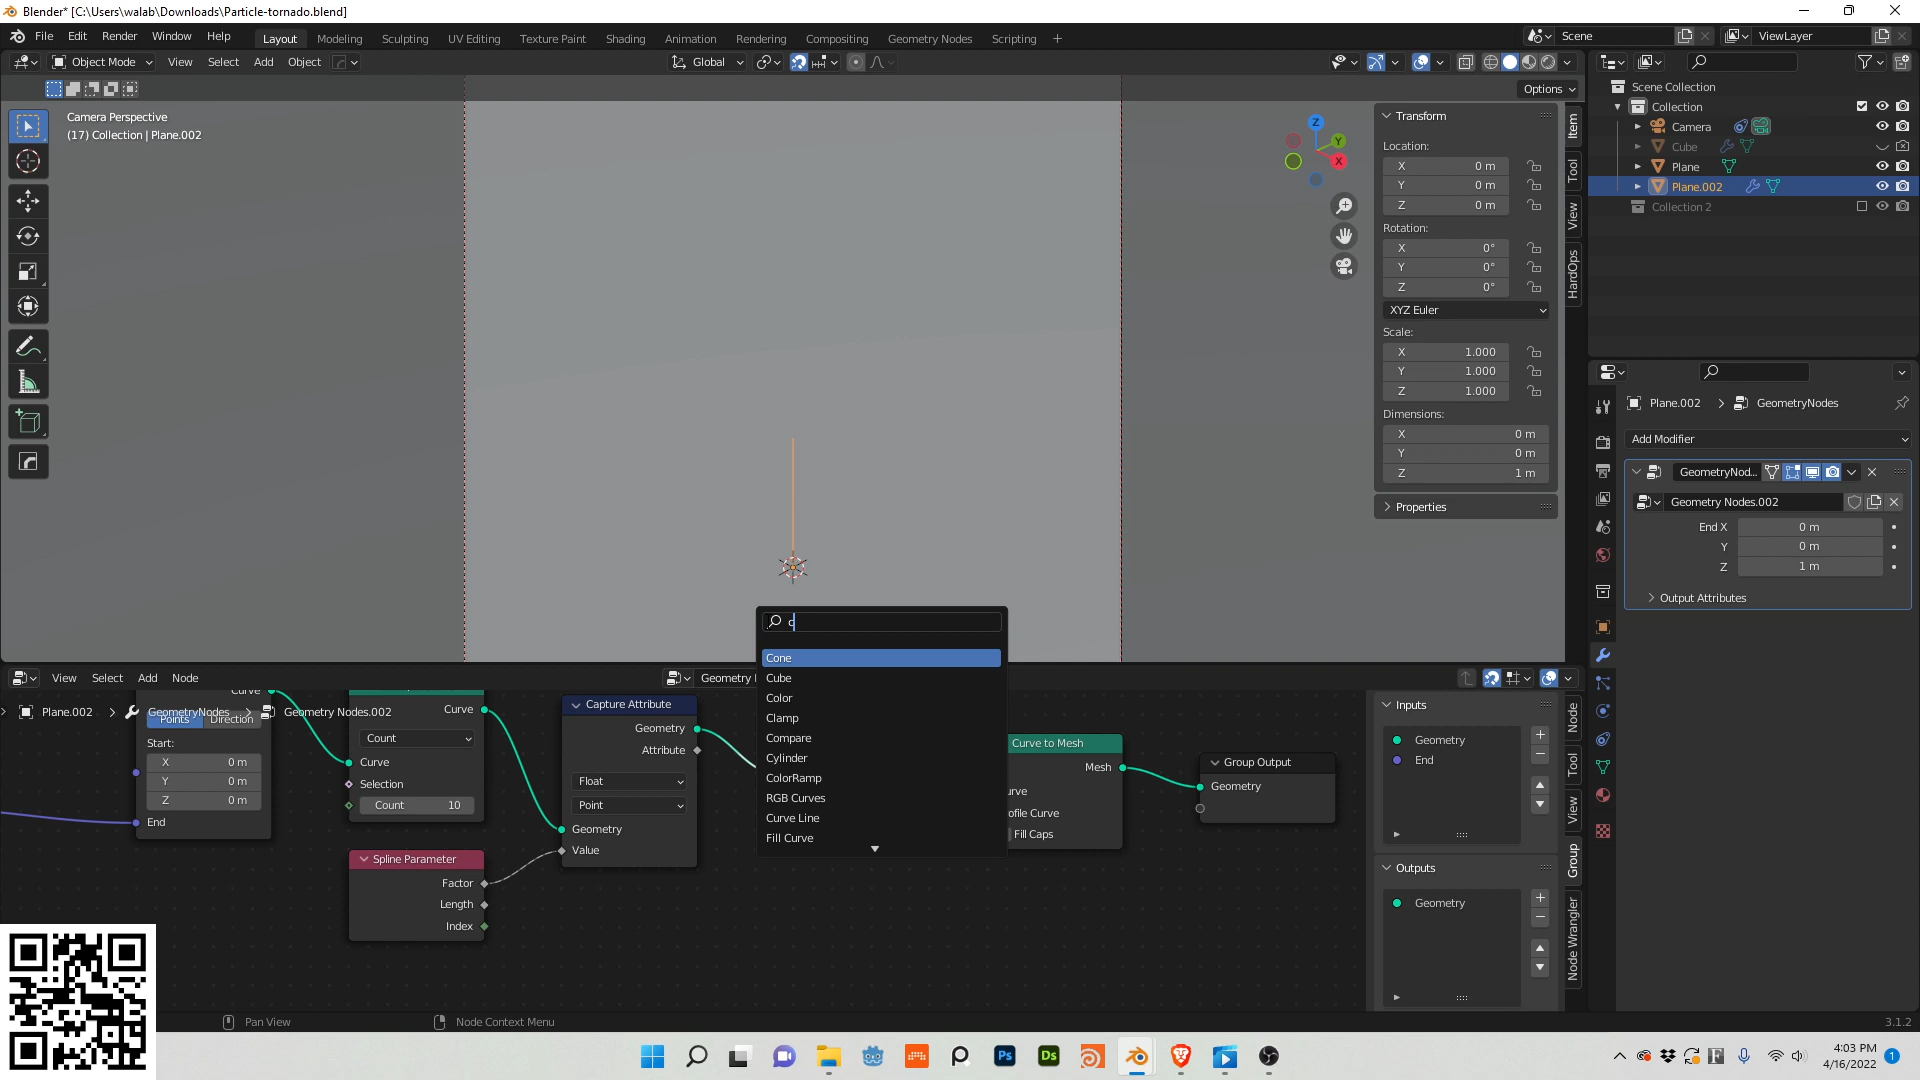 Blender* [C:\Users\walab\Downloads\Particle-tornado.blend]
File Edit Render Window Help Layout Modeling Sculpting UV Editing Texture Paint Shading Animation Rendering Compositing Geometry Nodes Scripting + Scene ViewLayer
Object Mode View Select Add Object Global
Options
Camera Perspective
(17) Collection | Plane.002
Z
Y
X
Transform
Location:
X 0 m
Y 0 m
Z 0 m
Rotation:
X 0°
Y 0°
Z 0°
XYZ Euler
Scale:
X 1.000
Y 1.000
Z 1.000
Dimensions:
X 0 m
Y 0 m
Z 1 m
Properties
Item
Tool
View
HardOps
Scene Collection
Collection
Camera
Cube
Plane
Plane.002
Collection 2
Plane.002 GeometryNodes
Add Modifier
GeometryNod...
Geometry Nodes.002
End X 0 m
Y 0 m
Z 1 m
Output Attributes
c
Cone
Cube
Color
Clamp
Compare
Cylinder
ColorRamp
RGB Curves
Curve Line
Fill Curve
View Select Add Node
Plane.002 GeometryNodes Geometry Nodes.002
Curve
Points Direction
Start:
X 0 m
Y 0 m
Z 0 m
End
Curve
Count
Curve
Selection
Count 10
Spline Parameter
Factor
Length
Index
Capture Attribute
Geometry
Attribute
Float
Point
Geometry
Value
Curve to Mesh
Mesh
Fill Caps
Group Output
Geometry
Inputs
Geometry
End
Outputs
Geometry
Node
Tool
View
Group
Node Wrangler
Pan View Node Context Menu 3.1.2
Ps Ds
4:03 PM
4/16/2022 1